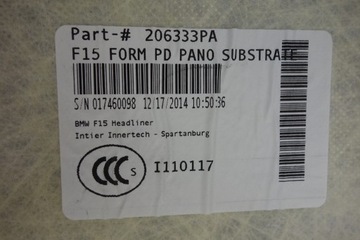 Part-# 206333PA
F15 FORM PD PANO SUBSTRATE
S/N 017460098 12/17/2014 10:50:36
BMW F15 Headliner
Intier Innertech - Spartanburg
CCC S I110117